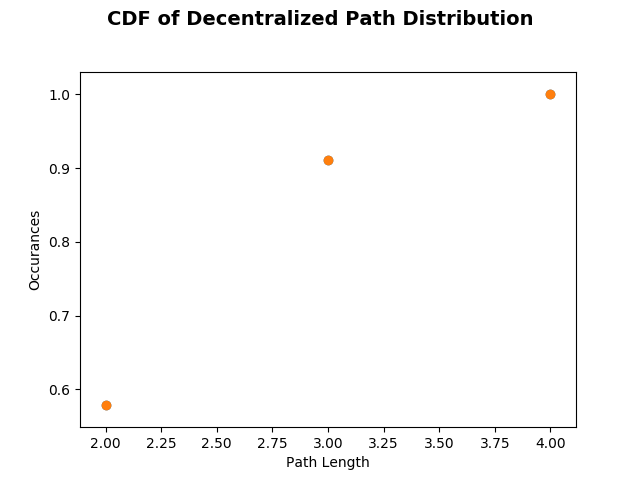 CDF of Decentralized Path Distribution
1.0
0.9
0.8
0.7
0.6
Occurances
2.00 2.25 2.50 2.75 3.00 3.25 3.50 3.75 4.00
Path Length